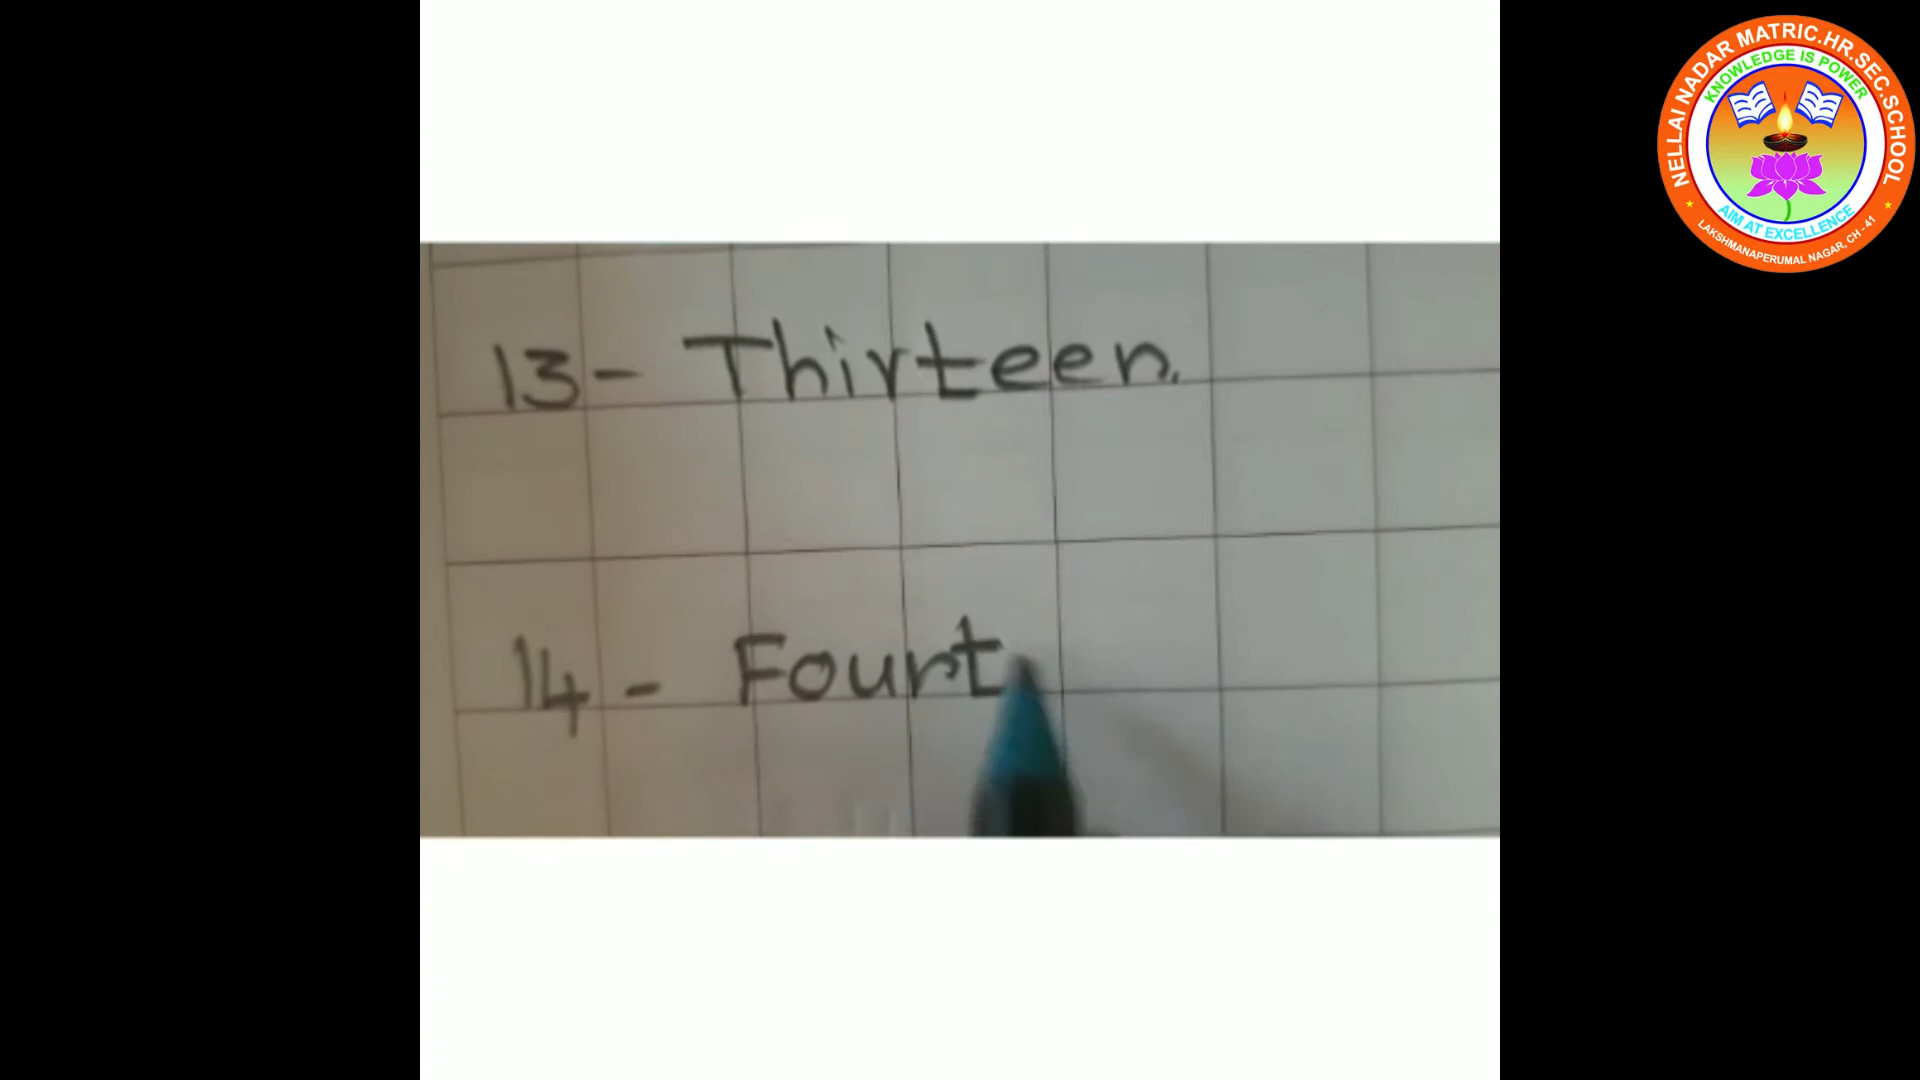 NELLAI NADAR MATRIC.HR.SEC.SCHOOL
KNOWLEDGE IS POWER
AIM AT EXCELLENCE
LAKSHMANAPERUMAL NAGAR, CH - 41
13 - Thirteen.
14 - Fourt